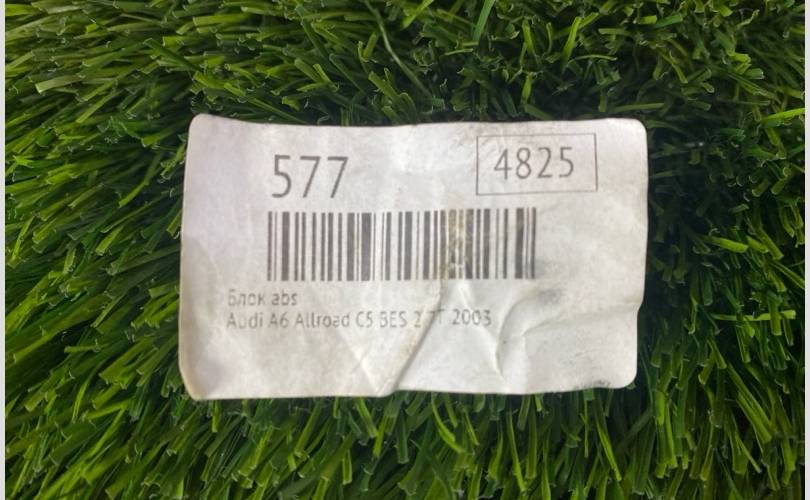 577
4825
Блок abs
Audi A6 Allroad C5 BES 2.7T 2003